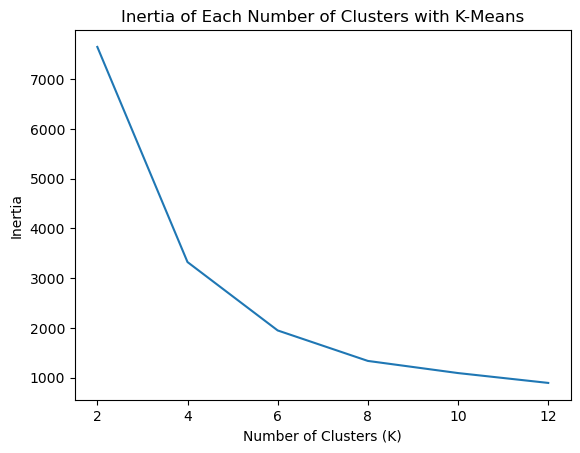 Inertia of Each Number of Clusters with K-Means
7000
6000
5000
4000
3000
2000
1000
Inertia
2 4 6 8 10 12
Number of Clusters (K)